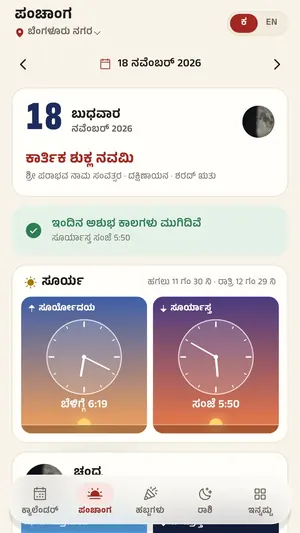 ಪಂಚಾಂಗ
ಬೆಂಗಳೂರು ನಗರ
ಕ EN
18 ನವೆಂಬರ್ 2026
18 ಬುಧವಾರ
ನವೆಂಬರ್ 2026
ಕಾರ್ತಿಕ ಶುಕ್ಲ ನವಮಿ
ಶ್ರೀ ಪರಾಭವ ನಾಮ ಸಂವತ್ಸರ · ದಕ್ಷಿಣಾಯನ · ಶರದ್ ಋತು
ಇಂದಿನ ಅಶುಭ ಕಾಲಗಳು ಮುಗಿದಿವೆ
ಸೂರ್ಯಾಸ್ತ ಸಂಜೆ 5:50
ಸೂರ್ಯ ಹಗಲು 11 ಗಂ 30 ನಿ · ರಾತ್ರಿ 12 ಗಂ 29 ನಿ
ಸೂರ್ಯೋದಯ ಸೂರ್ಯಾಸ್ತ
ಬೆಳಿಗ್ಗೆ 6:19 ಸಂಜೆ 5:50
ಚಂದ್ರ
ಕ್ಯಾಲೆಂಡರ್ ಪಂಚಾಂಗ ಹಬ್ಬಗಳು ರಾಶಿ ಇನ್ನಷ್ಟು